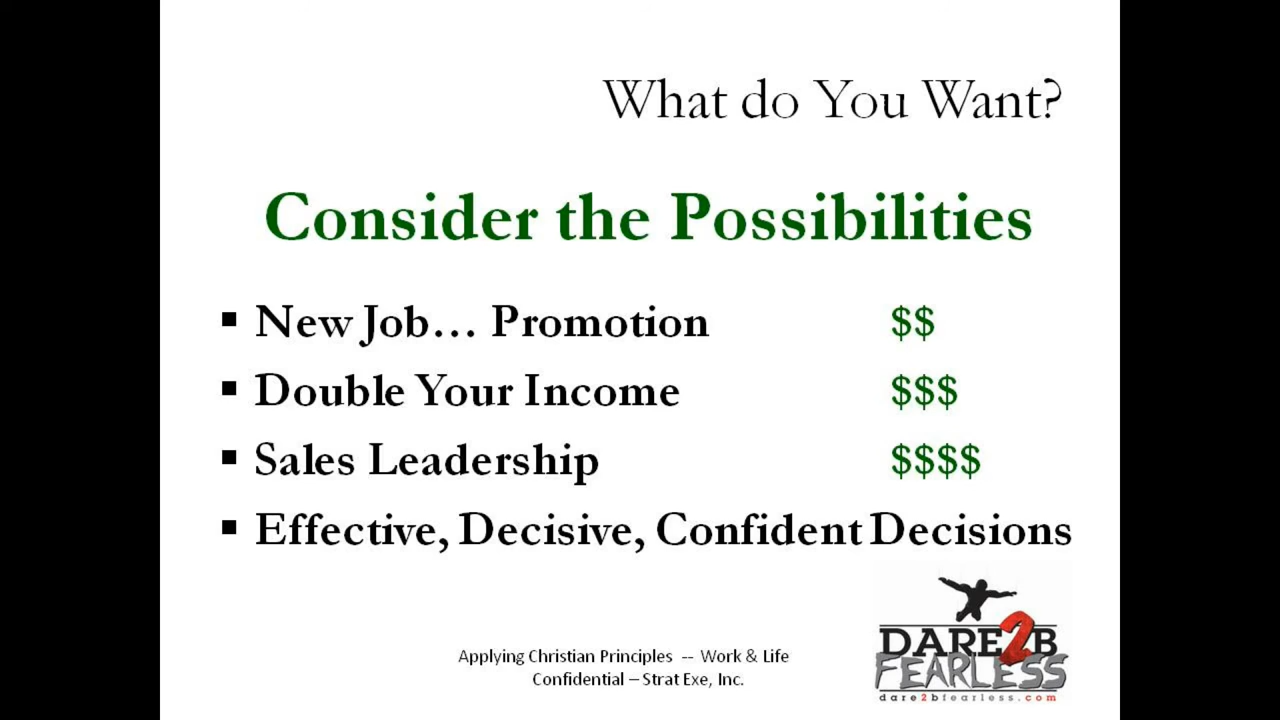 What do You Want?
Consider the Possibilities
▪ New Job… Promotion $$
▪ Double Your Income $$$
▪ Sales Leadership $$$$
▪ Effective, Decisive, Confident Decisions
Applying Christian Principles -- Work & Life
Confidential – Strat Exe, Inc.
DARE2B
FEARLESS
dare2bfearless.com